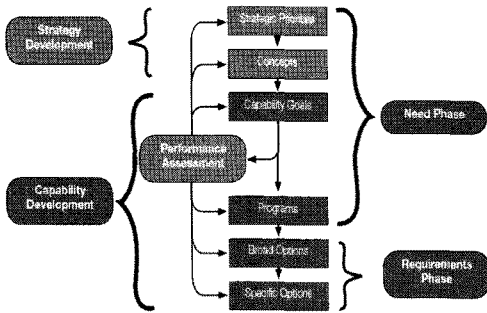 Strategy
Development
Strategic Priorities
Concepts
Capability Goals
Need Phase
Performance
Assessment
Capability
Development
Programs
Broad Options
Requirements
Phase
Specific Options